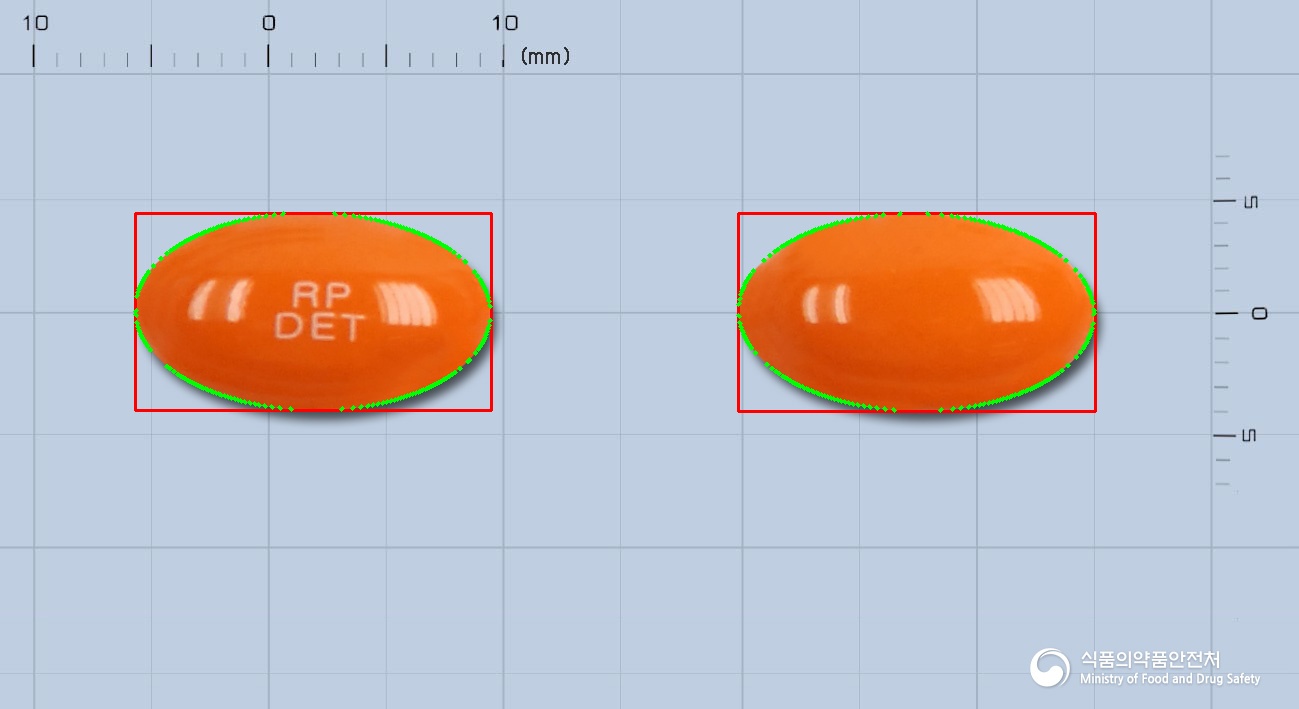 10 0 10
(mm)
RP
DET
5
0
5
식품의약품안전처
Ministry of Food and Drug Safety